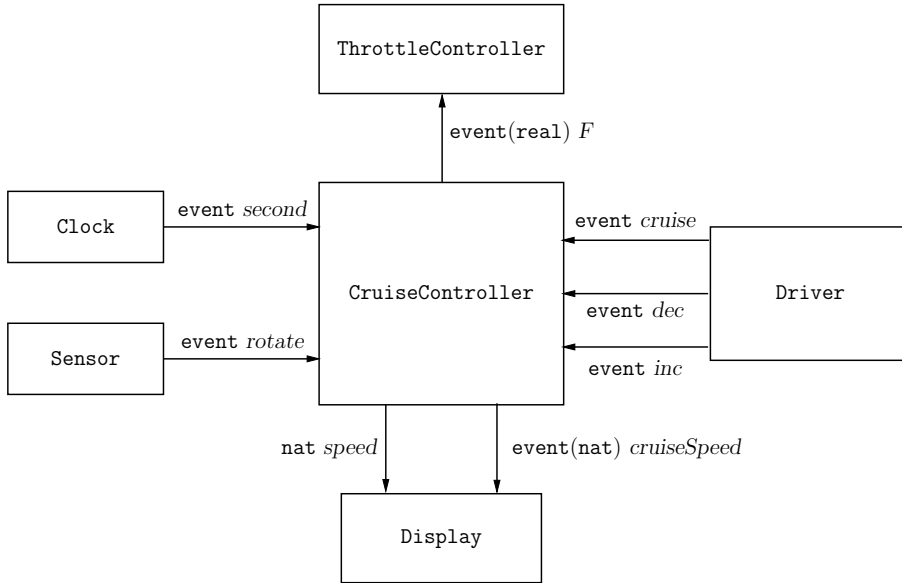 ThrottleController
event(real) F
Clock
event second
event cruise
CruiseController
Driver
event dec
Sensor
event rotate
event inc
nat speed
event(nat) cruiseSpeed
Display